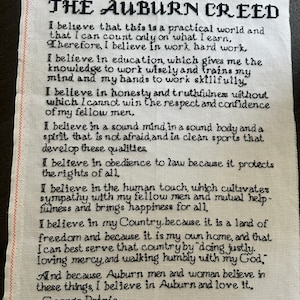 THE AUBURN CREED
I believe that this is a practical world and
that I can count only on what I earn.
Therefore, I believe in work, hard work.
I believe in education, which gives me the
knowledge to work wisely and trains my
mind and my hands to work skillfully.
I believe in honesty and truthfulness without
which I cannot win the respect and confidence
of my fellow men.
I believe in a sound mind in a sound body and a
spirit that is not afraid, and in clean sports that
develop these qualities.
I believe in obedience to law because it protects
the rights of all.
I believe in the human touch, which cultivates
sympathy with my fellow men and mutual help-
fulness and brings happiness for all.
I believe in my Country, because it is a land of
freedom and because it is my own home, and that
I can best serve that country by "doing justly,
loving mercy, and walking humbly with my God."
And because Auburn men and women believe in
these things, I believe in Auburn and love it.
George Petrie